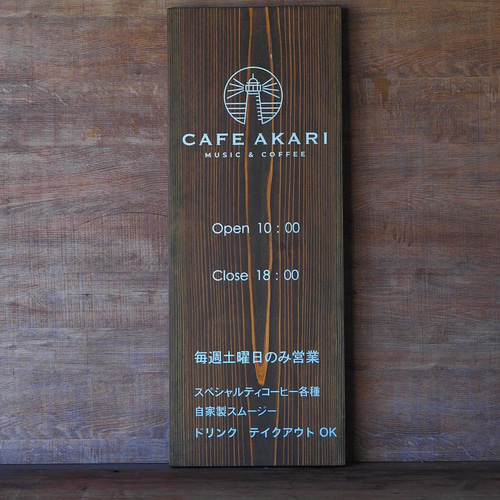 CAFE AKARI
MUSIC & COFFEE
Open 10 : 00
Close 18 : 00
毎週土曜日のみ営業
スペシャルティコーヒー各種
自家製スムージー
ドリンク　テイクアウト OK